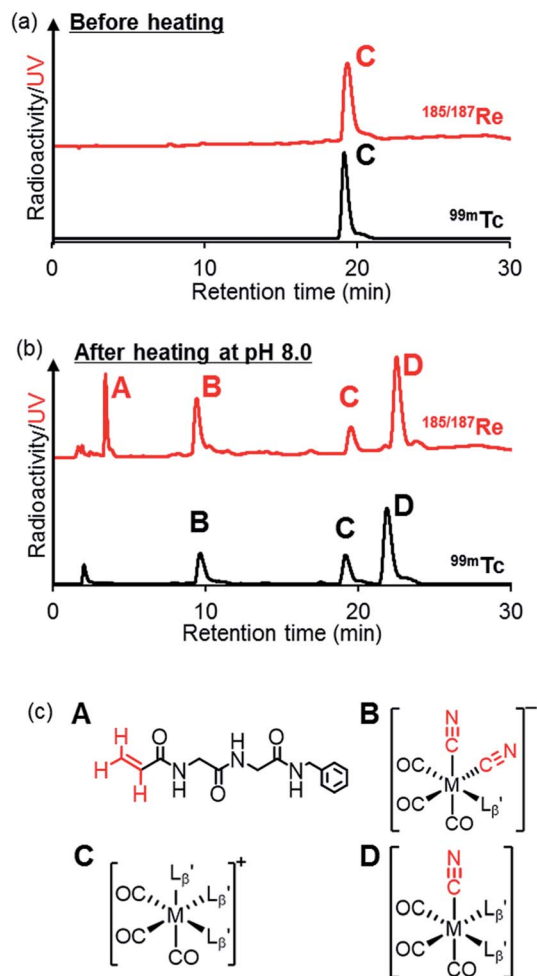 (a) Before heating
C
185/187Re
C
99mTc
Radioactivity/UV
0 10 20 30
Retention time (min)
(b) After heating at pH 8.0
A B C D
185/187Re
B C D
99mTc
Radioactivity/UV
0 10 20 30
Retention time (min)
(c) A
H
H
H
O
N
H
O
H
N
O
N
H
B
N
C
N
C
OC
OC
M
Lβ'
CO
−
C
Lβ'
+
OC
OC
M
Lβ'
Lβ'
CO
D
N
C
OC
OC
M
Lβ'
Lβ'
CO